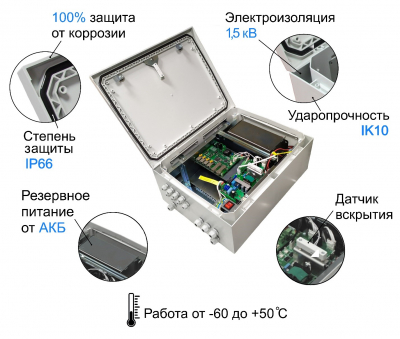 100% защита
от коррозии
Электроизоляция
1,5 кВ
Степень
защиты
IP66
Ударопрочность
IK10
Резервное
питание
от АКБ
Датчик
вскрытия
Работа от -60 до +50°C